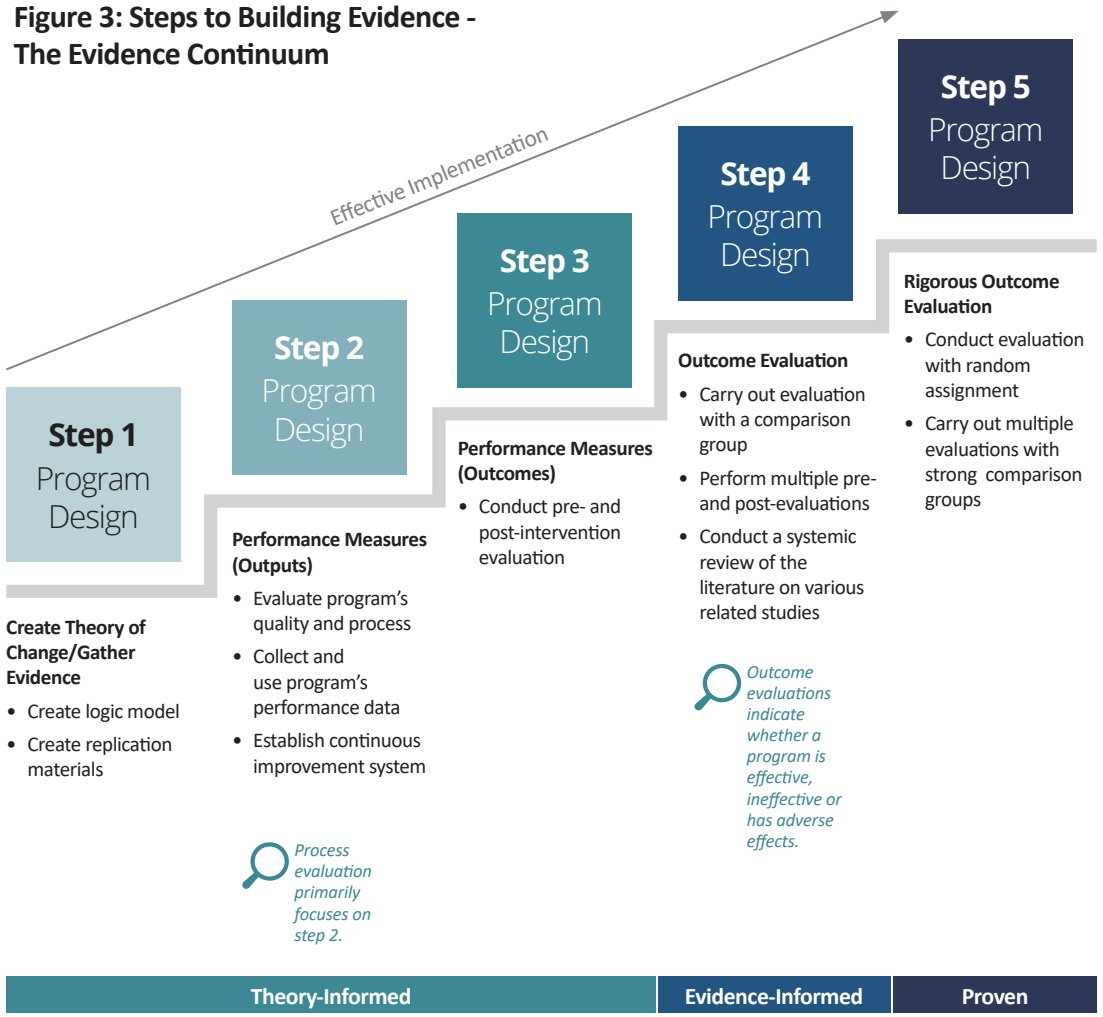 Figure 3: Steps to Building Evidence -
The Evidence Continuum
Effective Implementation
Step 1
Program
Design
Create Theory of
Change/Gather
Evidence
• Create logic model
• Create replication
materials
Step 2
Program
Design
Performance Measures
(Outputs)
• Evaluate program's
quality and process
• Collect and
use program's
performance data
• Establish continuous
improvement system
Process
evaluation
primarily
focuses on
step 2.
Step 3
Program
Design
Performance Measures
(Outcomes)
• Conduct pre- and
post-intervention
evaluation
Step 4
Program
Design
Outcome Evaluation
• Carry out evaluation
with a comparison
group
• Perform multiple pre-
and post-evaluations
• Conduct a systemic
review of the
literature on various
related studies
Outcome
evaluations
indicate
whether a
program is
effective,
ineffective or
has adverse
effects.
Step 5
Program
Design
Rigorous Outcome
Evaluation
• Conduct evaluation
with random
assignment
• Carry out multiple
evaluations with
strong comparison
groups
Theory-Informed
Evidence-Informed
Proven